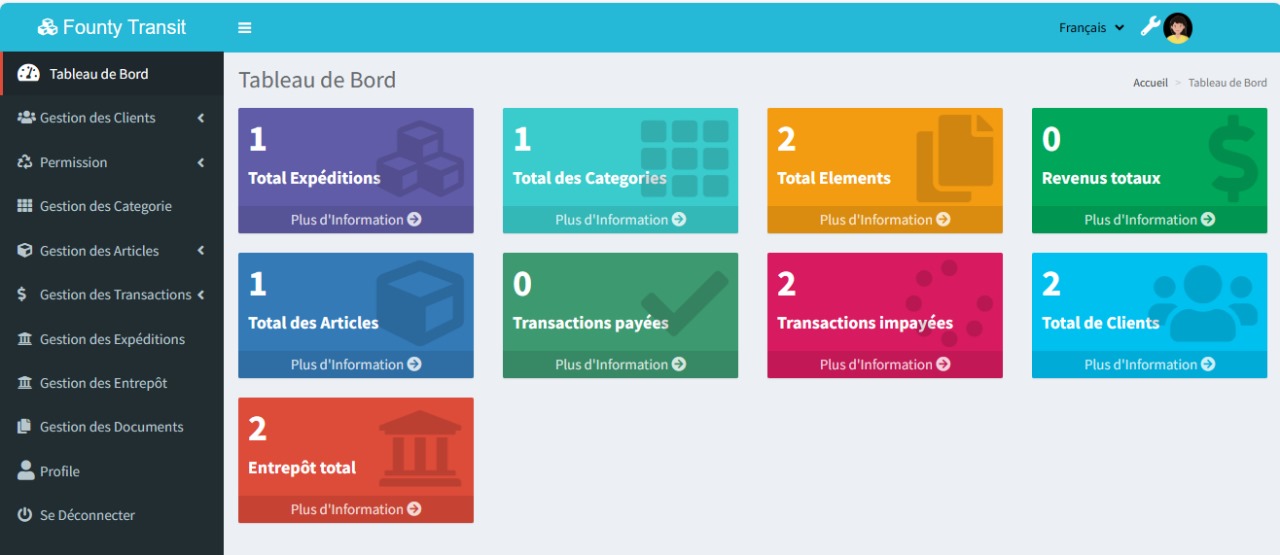 Founty Transit
Français
Tableau de Bord
Gestion des Clients
Permission
Gestion des Categorie
Gestion des Articles
$ Gestion des Transactions
Gestion des Expéditions
Gestion des Entrepôt
Gestion des Documents
Profile
Se Déconnecter
Tableau de Bord
Accueil > Tableau de Bord
1
Total Expéditions
Plus d'Information
1
Total des Categories
Plus d'Information
2
Total Elements
Plus d'Information
0
Revenus totaux
$
Plus d'Information
1
Total des Articles
Plus d'Information
0
Transactions payées
Plus d'Information
2
Transactions impayées
Plus d'Information
2
Total de Clients
Plus d'Information
2
Entrepôt total
Plus d'Information